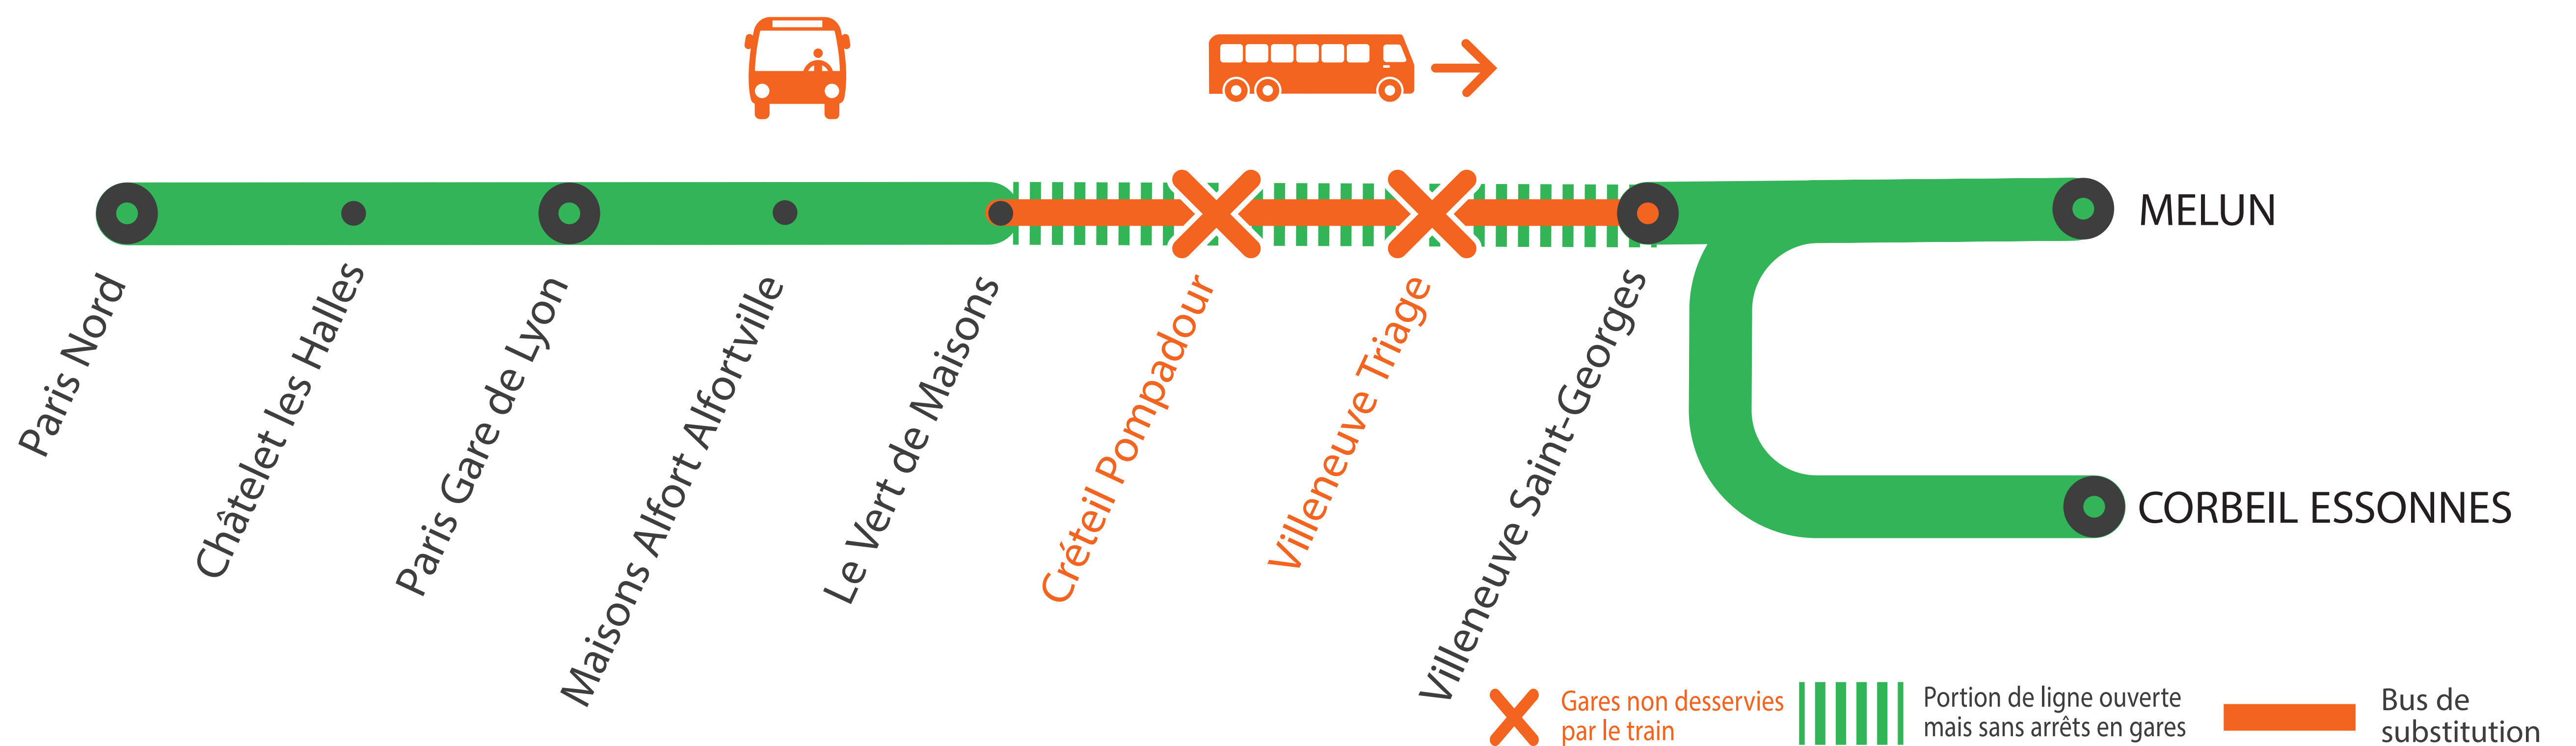 Paris Nord
Châtelet les Halles
Paris Gare de Lyon
Maisons Alfort Alfortville
Le Vert de Maisons
Créteil Pompadour
Villeneuve Triage
Villeneuve Saint-Georges
MELUN
CORBEIL ESSONNES
Gares non desservies
par le train
Portion de ligne ouverte
mais sans arrêts en gares
Bus de
substitution